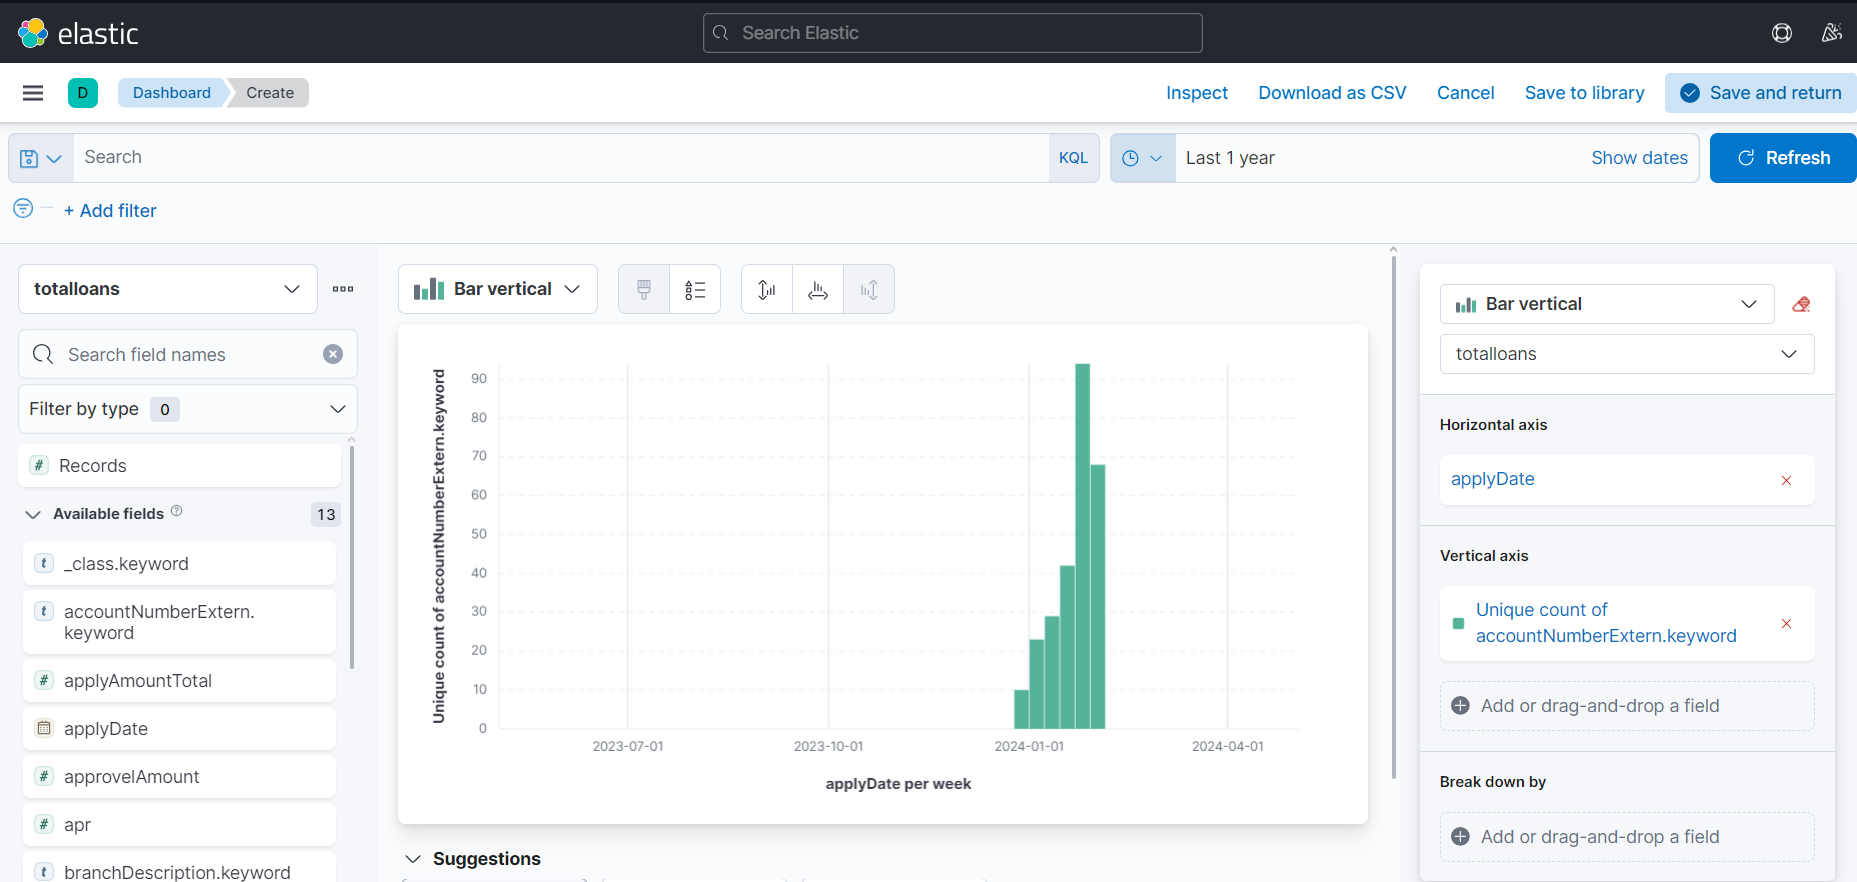 elastic
Search Elastic
D
Dashboard
Create
Inspect
Download as CSV
Cancel
Save to library
Save and return
Search
KQL
Last 1 year
Show dates
Refresh
+ Add filter
totalloans
Search field names
Filter by type 0
# Records
Available fields
13
t _class.keyword
t accountNumberExtern.
keyword
# applyAmountTotal
applyDate
# approvelAmount
# apr
t branchDescription.keyword
Bar vertical
Unique count of accountNumberExtern.keyword
90
80
70
60
50
40
30
20
10
0
2023-07-01
2023-10-01
2024-01-01
2024-04-01
applyDate per week
Suggestions
Bar vertical
totalloans
Horizontal axis
applyDate
Vertical axis
Unique count of
accountNumberExtern.keyword
Add or drag-and-drop a field
Break down by
Add or drag-and-drop a field